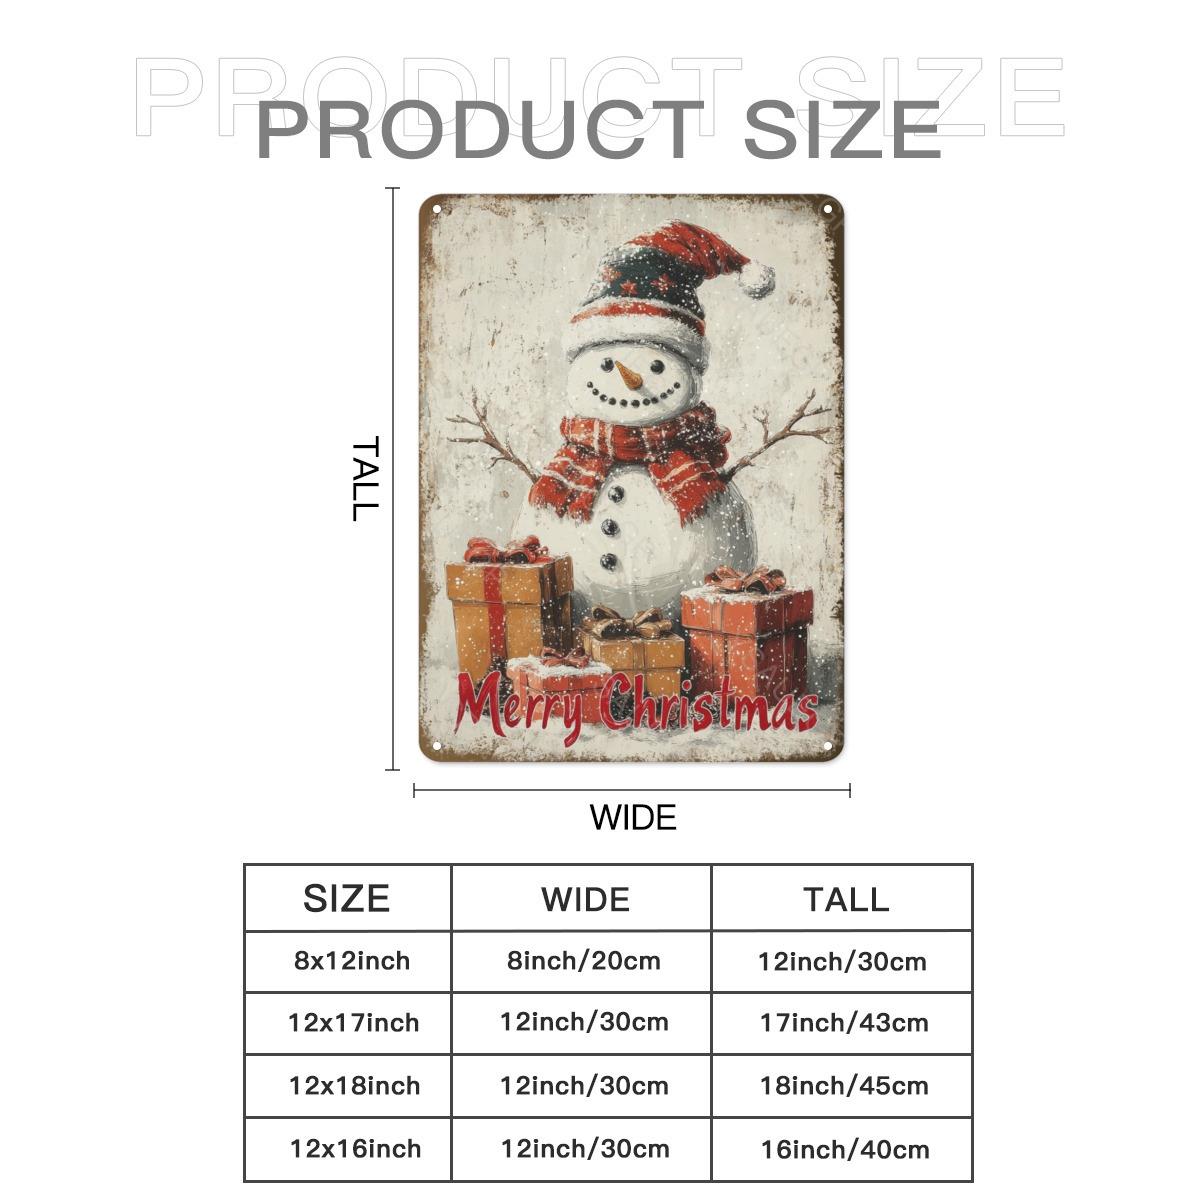 PRODUCT SIZE
PRODUCT SIZE
TALL
Merry Christmas
WIDE
SIZE WIDE TALL
8x12inch 8inch/20cm 12inch/30cm
12x17inch 12inch/30cm 17inch/43cm
12x18inch 12inch/30cm 18inch/45cm
12x16inch 12inch/30cm 16inch/40cm